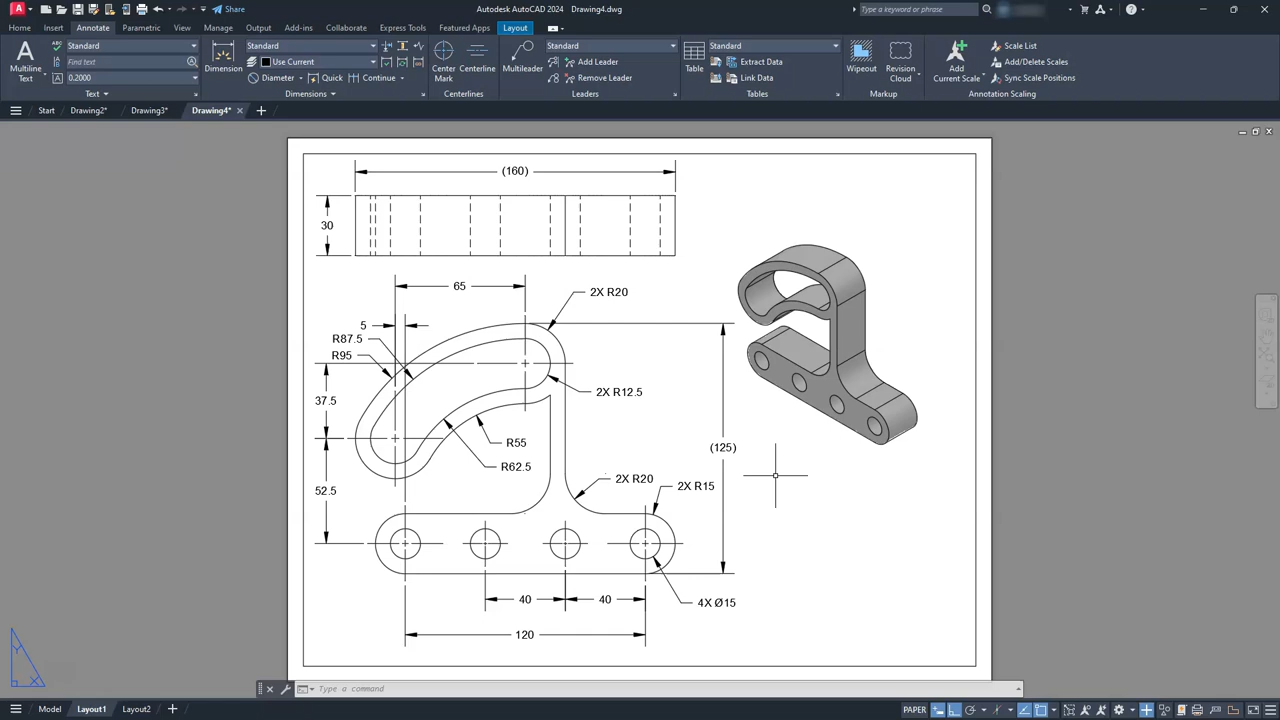 Share
Autodesk AutoCAD 2024 Drawing4.dwg
Type a keyword or phrase
Home Insert Annotate Parametric View Manage Output Add-ins Collaborate Express Tools Featured Apps Layout
Multiline
Text
Standard
Find text
0.2000
Text
Dimension
Standard
Use Current
Diameter Quick Continue
Dimensions
Center
Mark
Centerline
Centerlines
Multileader
Standard
Add Leader
Remove Leader
Leaders
Table
Standard
Extract Data
Link Data
Tables
Wipeout
Revision
Cloud
Markup
Add
Current Scale
Scale List
Add/Delete Scales
Sync Scale Positions
Annotation Scaling
Start Drawing2* Drawing3* Drawing4*
(160)
30
65
2X R20
5
R87.5
R95
2X R12.5
37.5
R55
(125)
R62.5
2X R20
2X R15
52.5
40
40
4X Ø15
120
Y
X
Type a command
Model Layout1 Layout2
PAPER